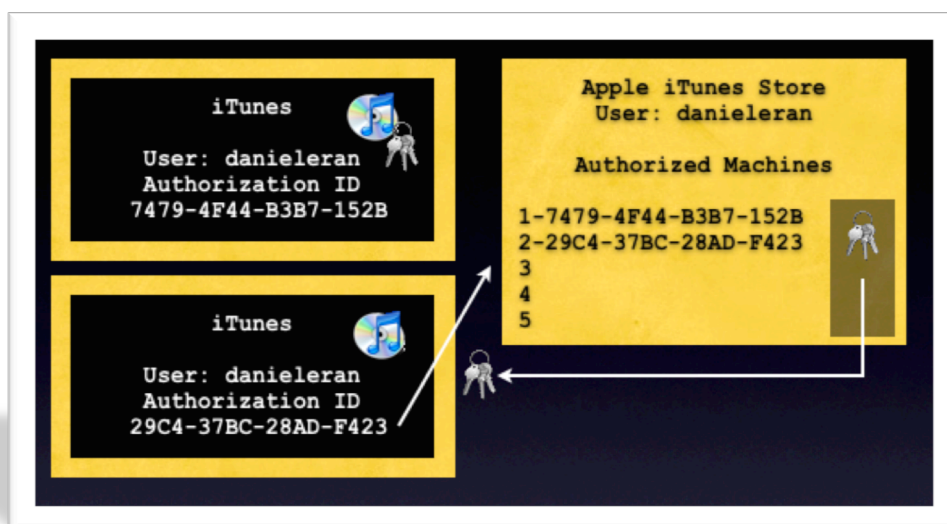 iTunes
User: danieleran
Authorization ID
7479-4F44-B3B7-152B
iTunes
User: danieleran
Authorization ID
29C4-37BC-28AD-F423
Apple iTunes Store
User: danieleran
Authorized Machines
1-7479-4F44-B3B7-152B
2-29C4-37BC-28AD-F423
3
4
5